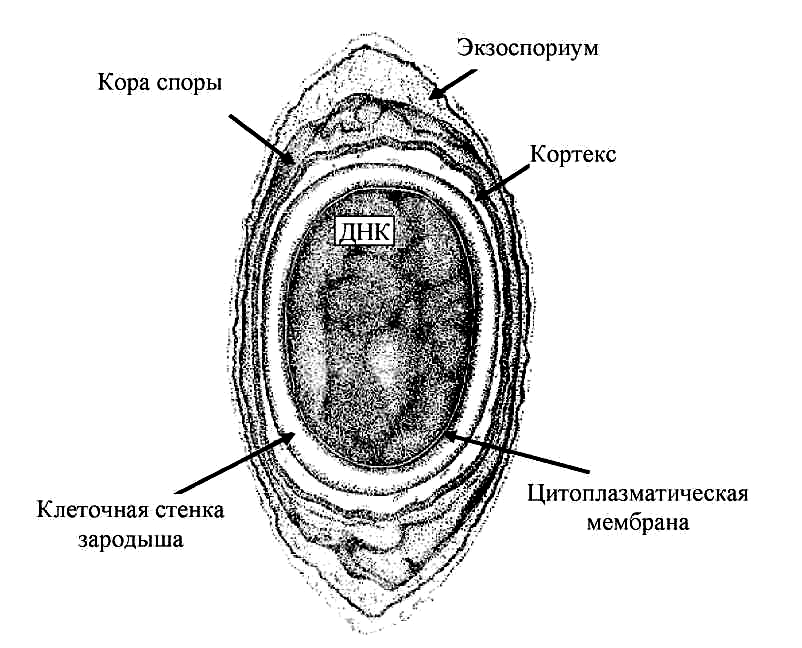 Экзоспориум
Кора споры
Кортекс
ДНК
Клеточная стенка
зародыша
Цитоплазматическая
мембрана